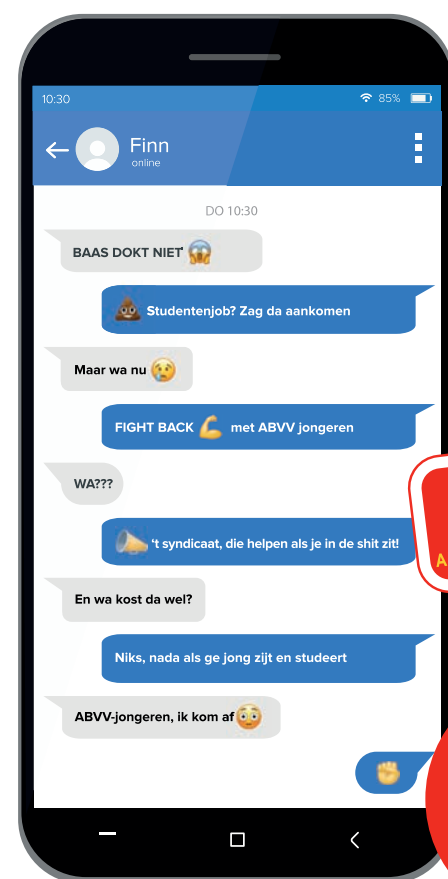 10:30 85%
Finn
online
DO 10:30
BAAS DOKT NIET 😱
💩 Studentenjob? Zag da aankomen
Maar wa nu 😢
FIGHT BACK 💪 met ABVV jongeren
WA???
📣 't syndicaat, die helpen als je in de shit zit!
En wa kost da wel?
Niks, nada als ge jong zijt en studeert
ABVV-jongeren, ik kom af 😳
✊
A